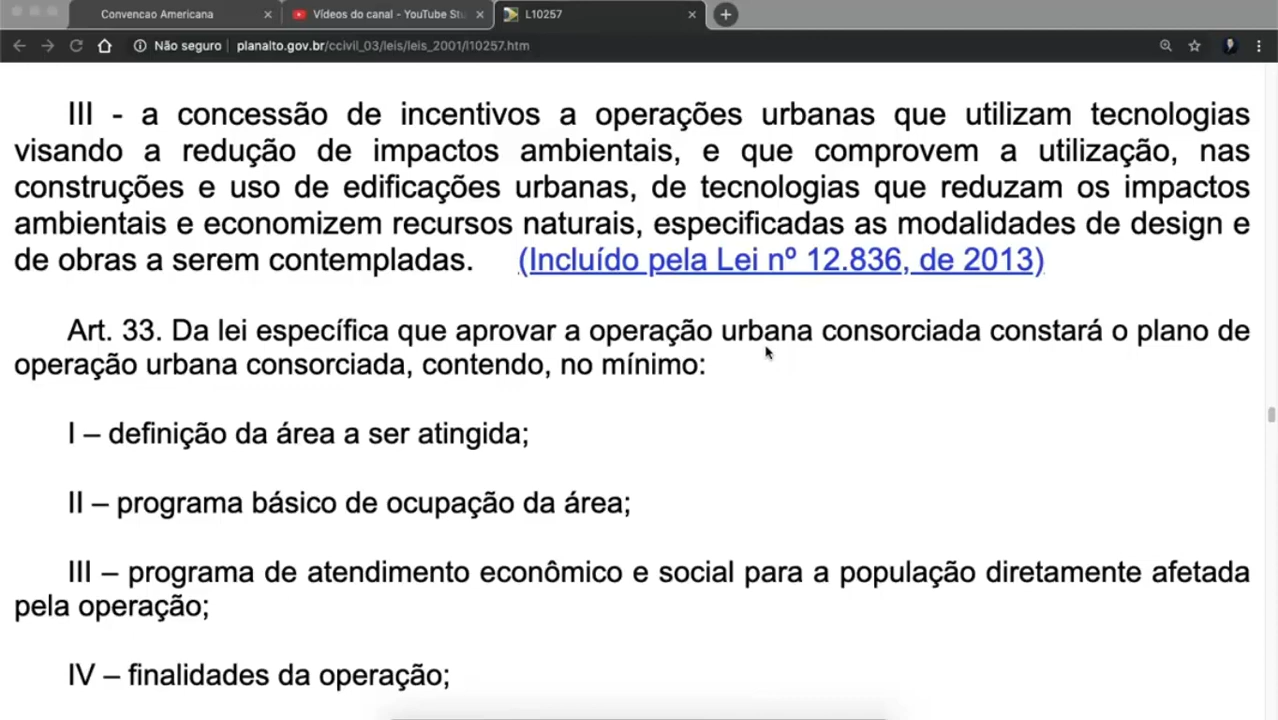 Convencao Americana
Vídeos do canal - YouTube Stu
L10257
Não seguro | planalto.gov.br/ccivil_03/leis/leis_2001/l10257.htm
III - a concessão de incentivos a operações urbanas que utilizam tecnologias
visando a redução de impactos ambientais, e que comprovem a utilização, nas
construções e uso de edificações urbanas, de tecnologias que reduzam os impactos
ambientais e economizem recursos naturais, especificadas as modalidades de design e
de obras a serem contempladas. (Incluído pela Lei nº 12.836, de 2013)
Art. 33. Da lei específica que aprovar a operação urbana consorciada constará o plano de
operação urbana consorciada, contendo, no mínimo:
I – definição da área a ser atingida;
II – programa básico de ocupação da área;
III – programa de atendimento econômico e social para a população diretamente afetada
pela operação;
IV – finalidades da operação;